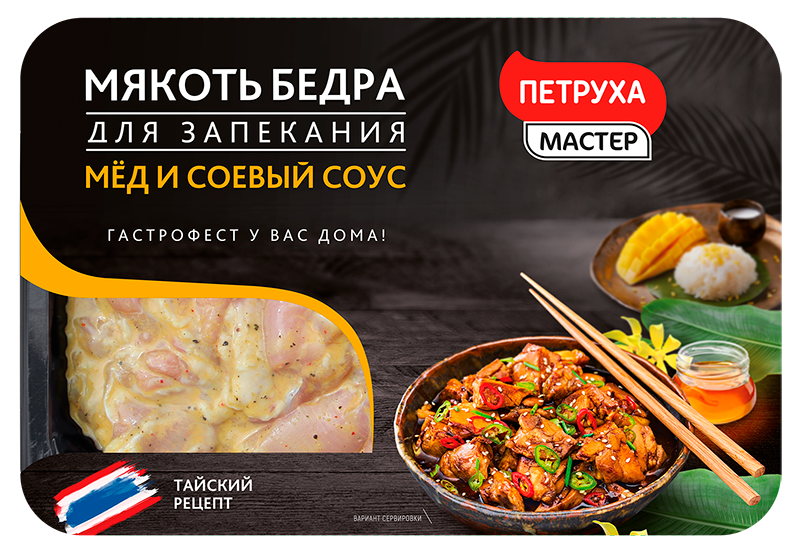 МЯКОТЬ БЕДРА
ДЛЯ ЗАПЕКАНИЯ
МЁД И СОЕВЫЙ СОУС
ГАСТРОФЕСТ У ВАС ДОМА!
ПЕТРУХА
МАСТЕР
ТАЙСКИЙ
РЕЦЕПТ
ВАРИАНТ СЕРВИРОВКИ